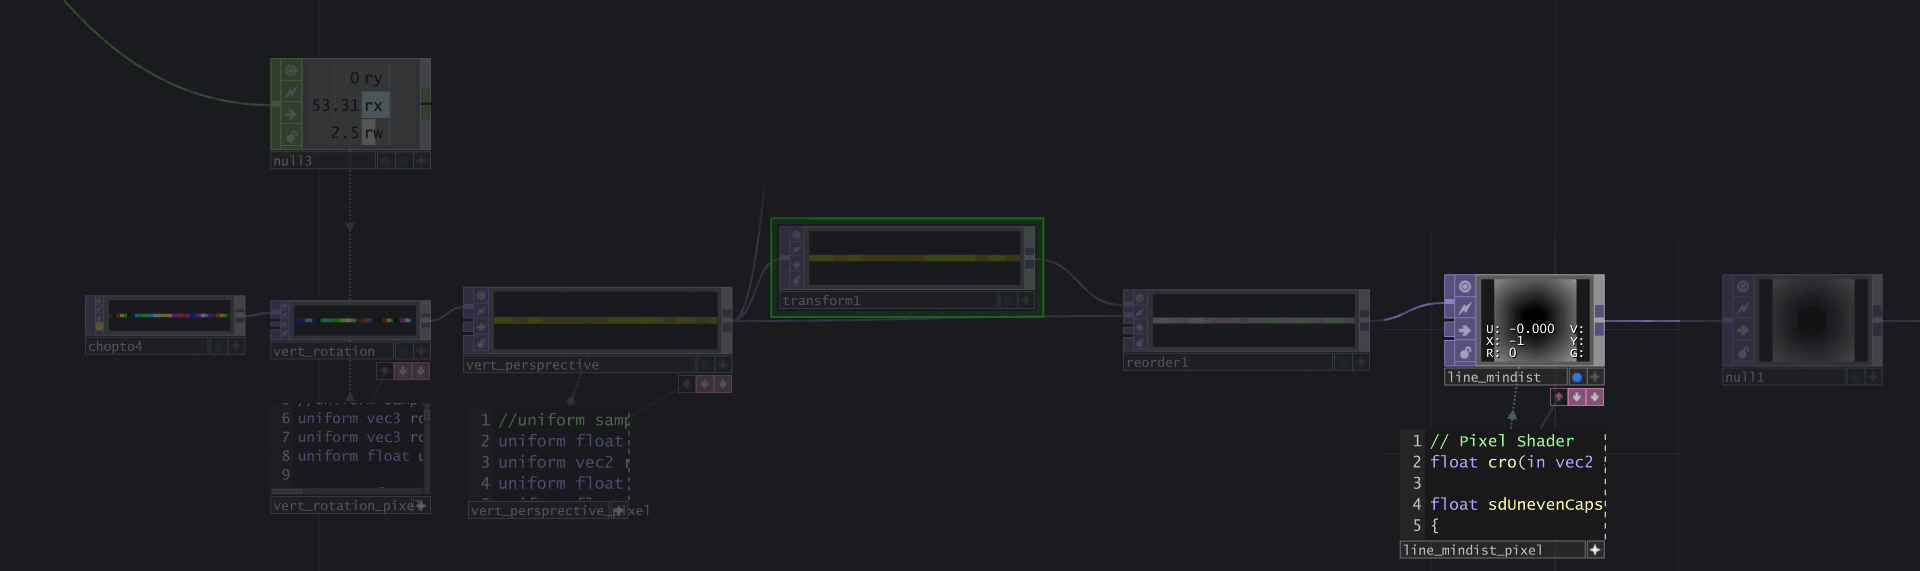 0 ry
53.31 rx
2.5 rw
null3
transform1
chopto4
vert_rotation
vert_persprective
reorder1
U: -0.000 V:
X: -1 Y:
R: 0 G:
line_mindist
null1
6 uniform vec3 r
7 uniform vec3 r
8 uniform float
9
vert_rotation_pixe
1 //uniform samp
2 uniform float
3 uniform vec2
4 uniform float
vert_persprective_pixel
1 // Pixel Shader
2 float cro(in vec2
3
4 float sdUnevenCaps
5 {
line_mindist_pixel